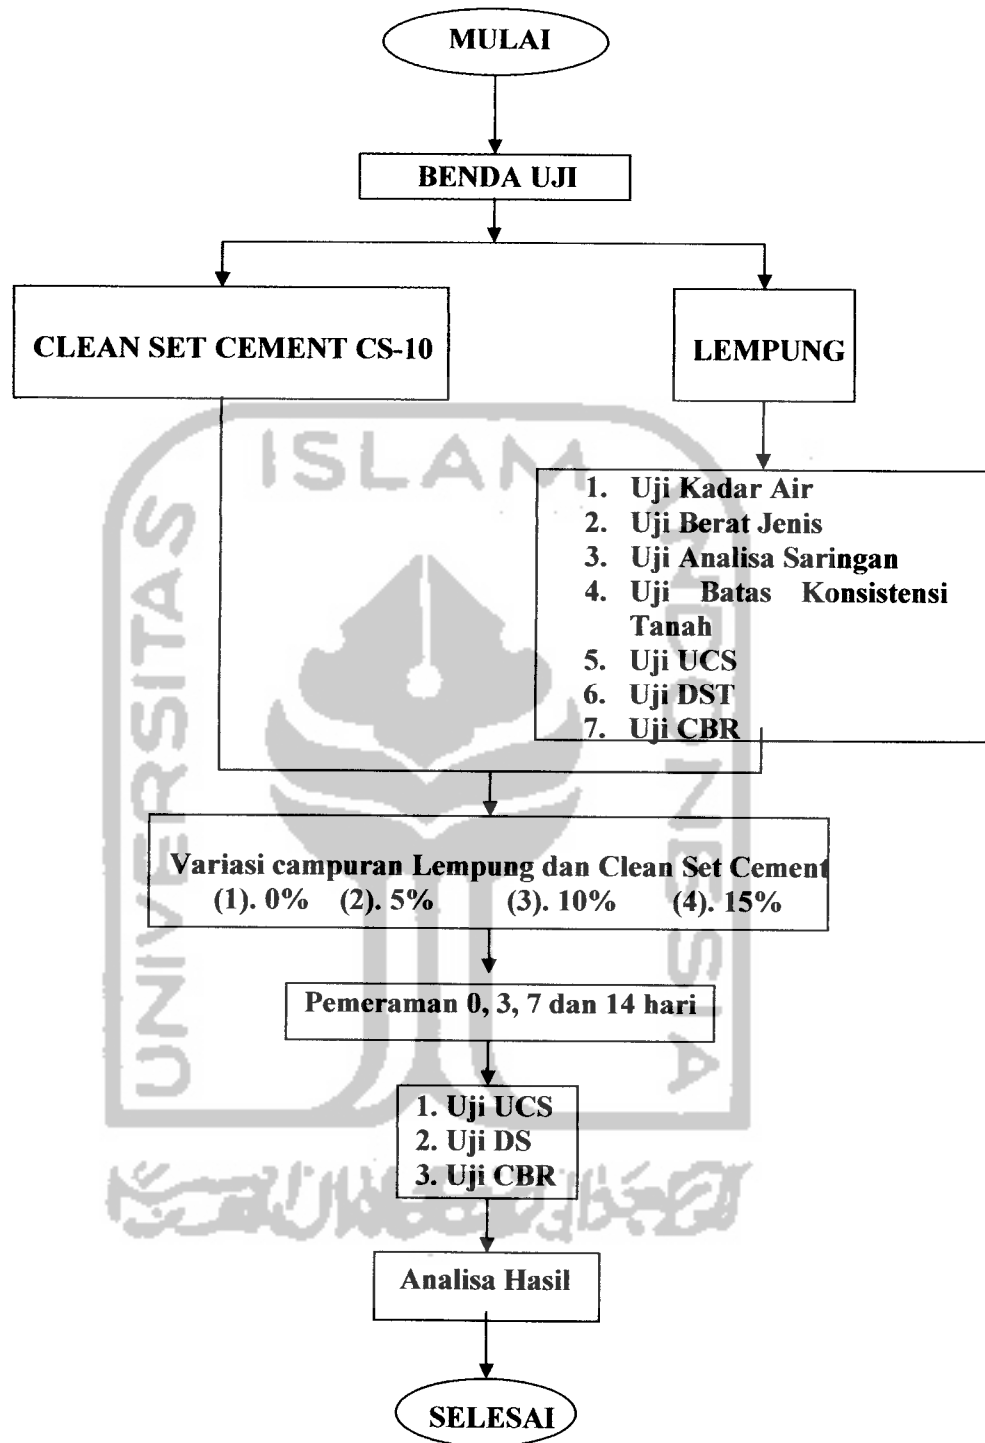 MULAI
BENDA UJI
CLEAN SET CEMENT CS-10
LEMPUNG
1. Uji Kadar Air
2. Uji Berat Jenis
3. Uji Analisa Saringan
4. Uji Batas Konsistensi
Tanah
5. Uji UCS
6. Uji DST
7. Uji CBR
Variasi campuran Lempung dan Clean Set Cement
(1). 0% (2). 5% (3). 10% (4). 15%
Pemeraman 0, 3, 7 dan 14 hari
1. Uji UCS
2. Uji DS
3. Uji CBR
Analisa Hasil
SELESAI
UNIVERSITAS
ISLAM
INDONESIA